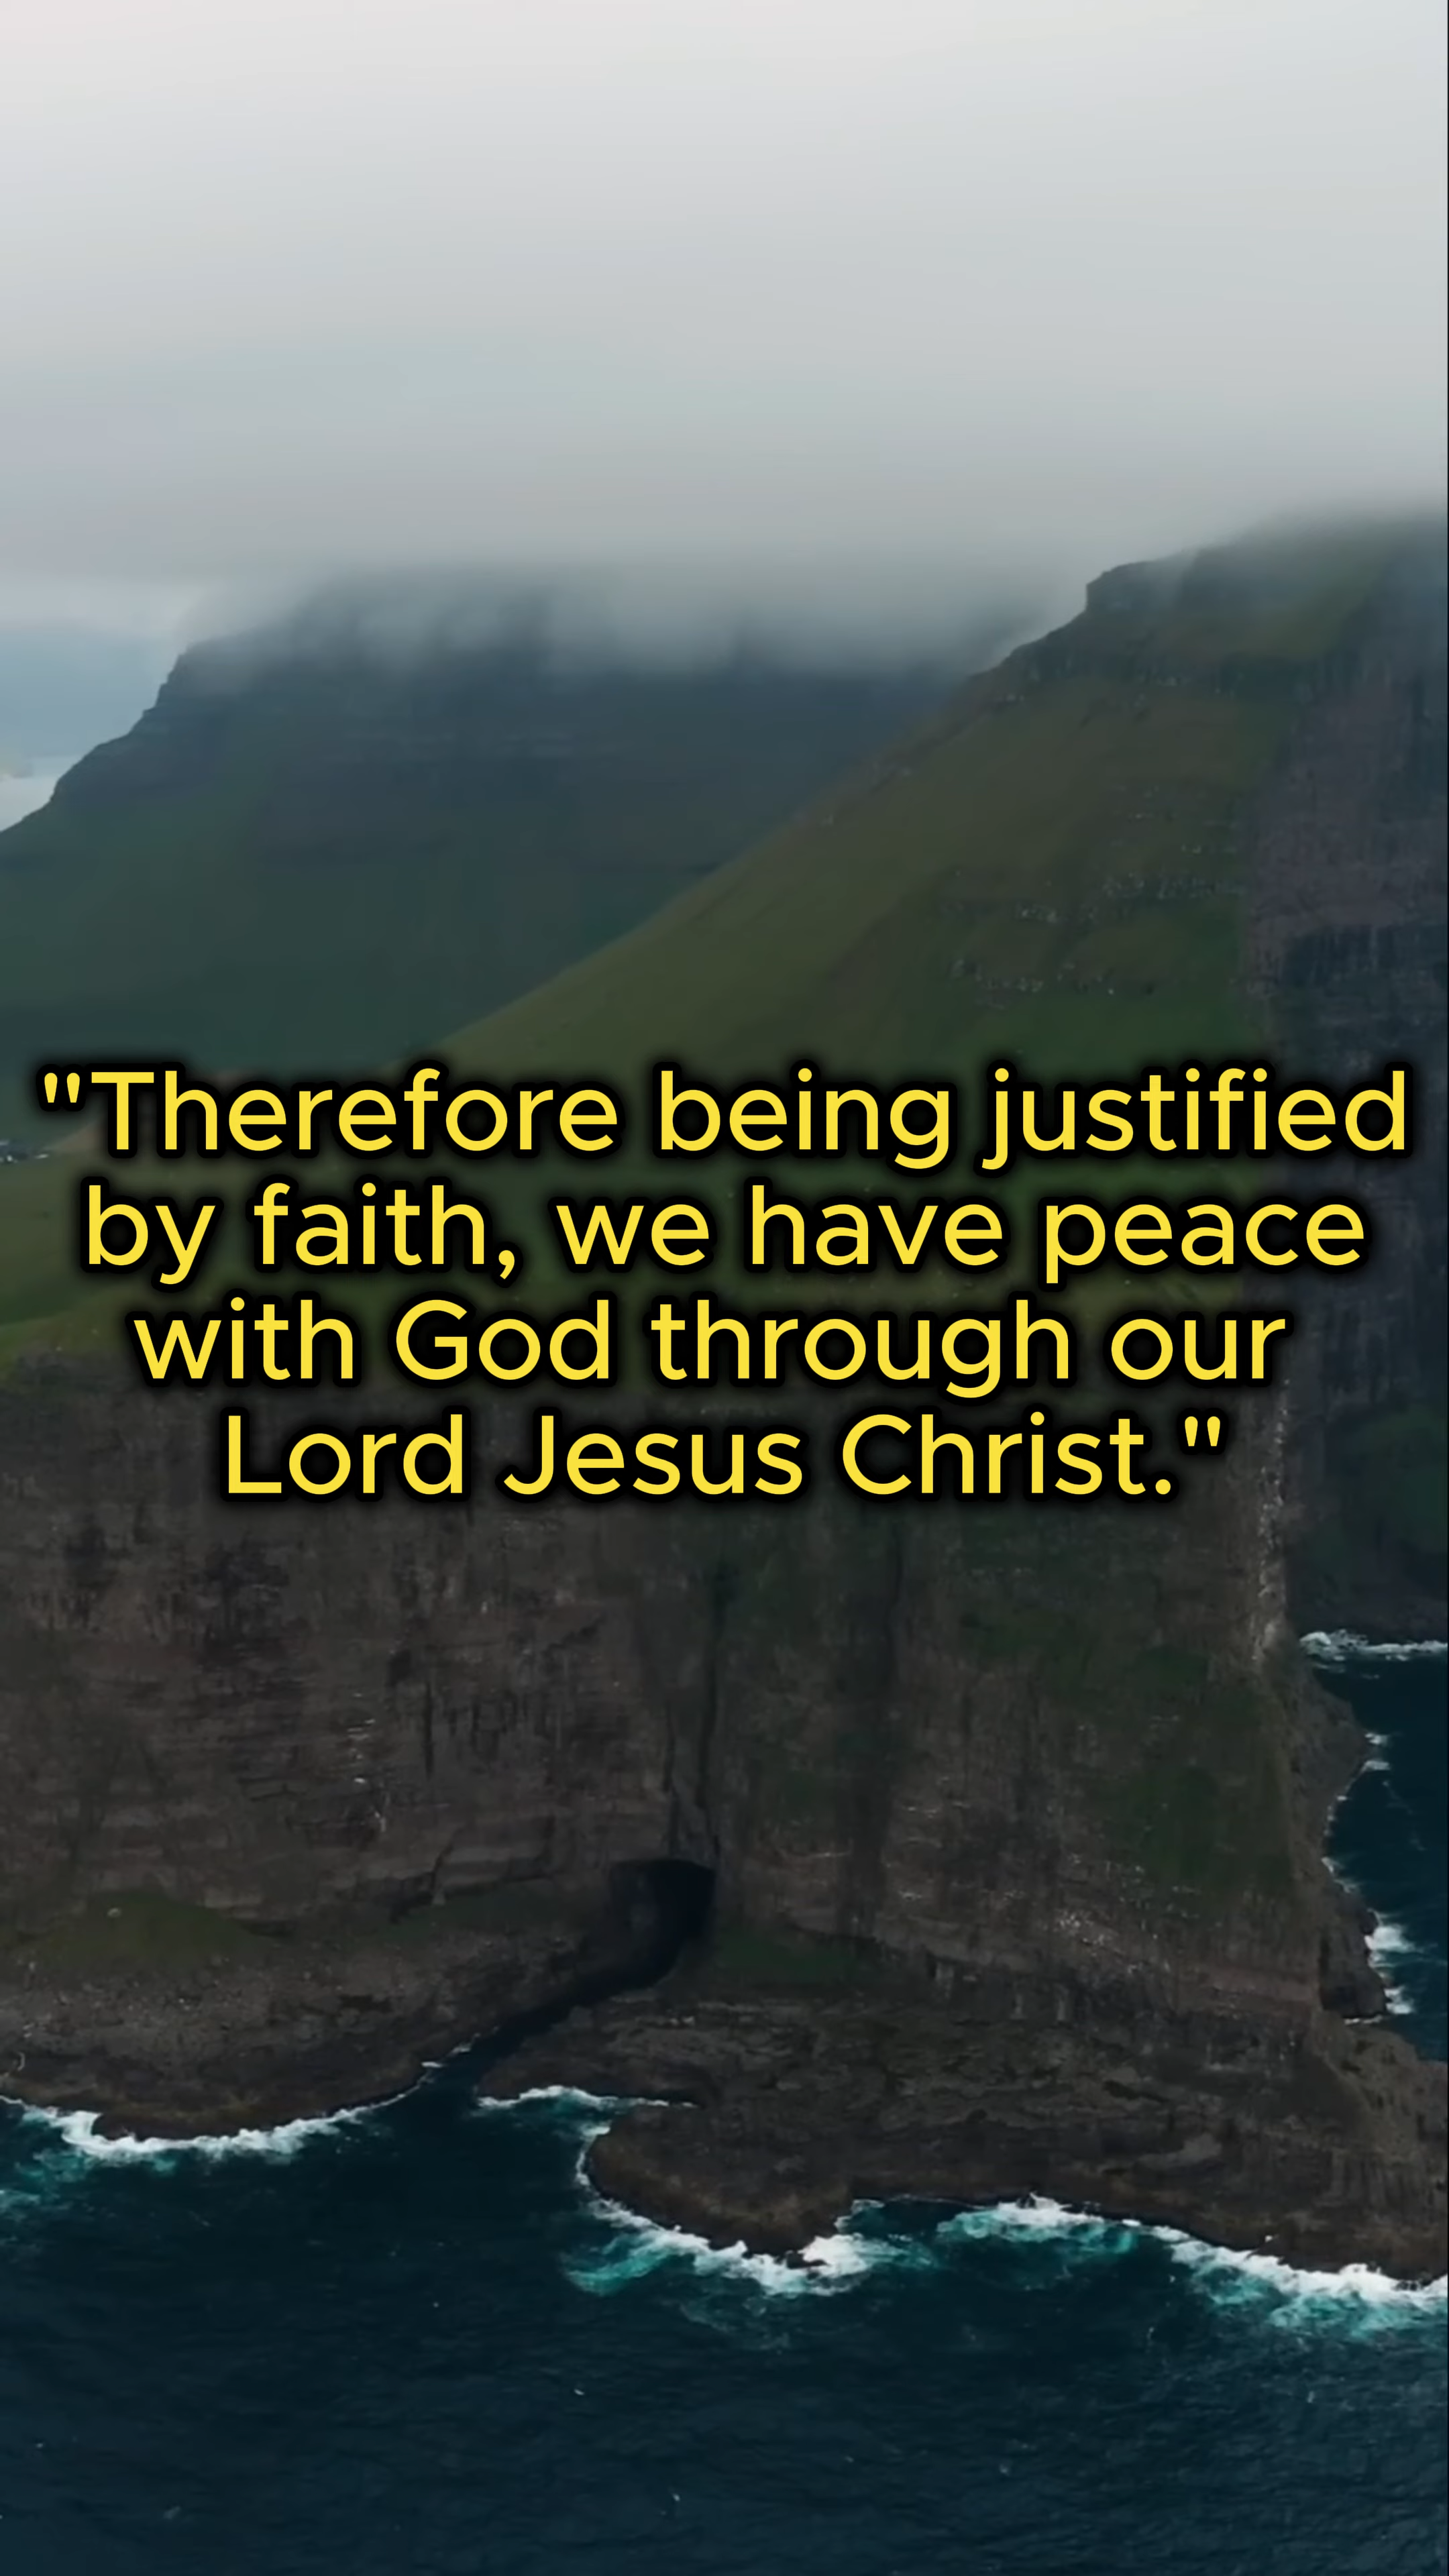 "Therefore being justified
by faith, we have peace
with God through our
Lord Jesus Christ."